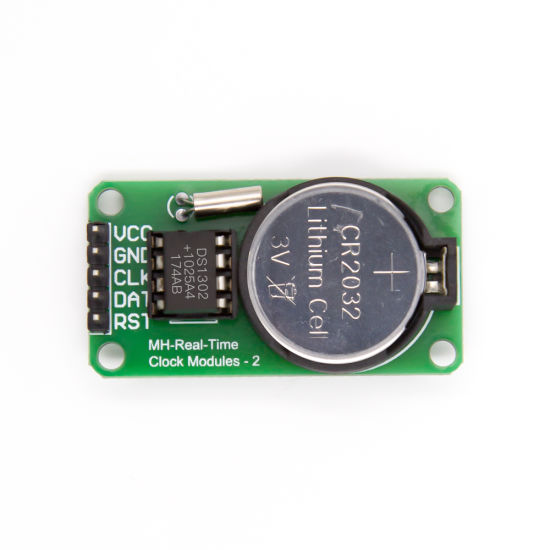 VCC
GND
CLK
DAT
RST
DS1302
+1025A4
174AB
MH-Real-Time
Clock Modules - 2
CR2032
Lithium Cell
3V
+